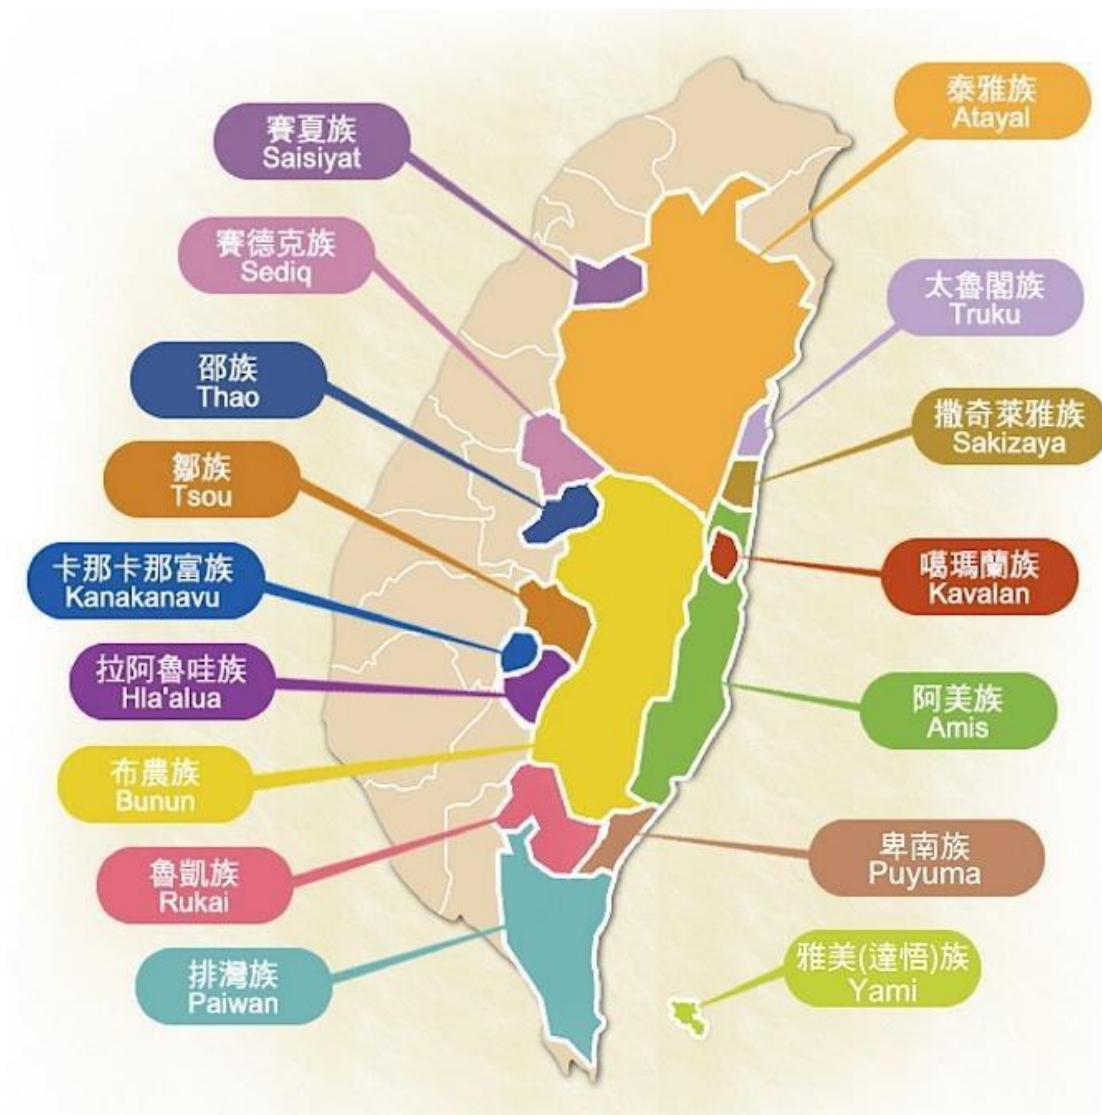 賽夏族
Saisiyat
賽德克族
Sediq
邵族
Thao
鄒族
Tsou
卡那卡那富族
Kanakanavu
拉阿魯哇族
Hla'alua
布農族
Bunun
魯凱族
Rukai
排灣族
Paiwan
泰雅族
Atayal
太魯閣族
Truku
撒奇萊雅族
Sakizaya
噶瑪蘭族
Kavalan
阿美族
Amis
卑南族
Puyuma
雅美(達悟)族
Yami